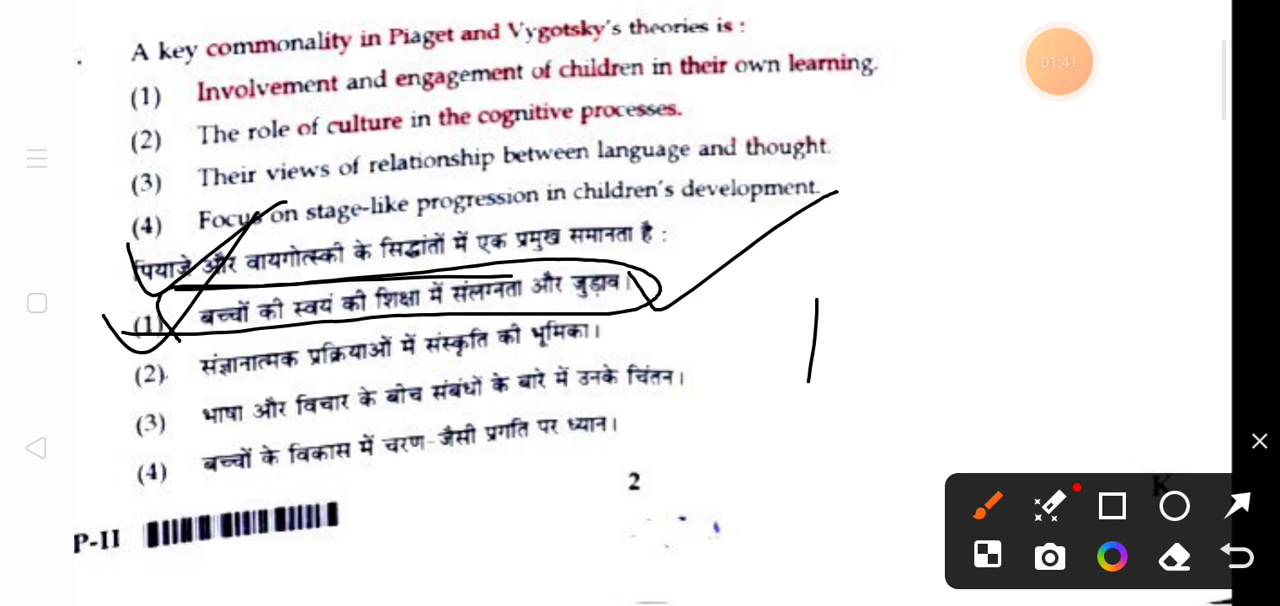 A key commonality in Piaget and Vygotsky's theories is :
(1) Involvement and engagement of children in their own learning.
(2) The role of culture in the cognitive processes.
(3) Their views of relationship between language and thought.
(4) Focus on stage-like progression in children's development.
पियाजे और वायगोत्स्की के सिद्धांतों में एक प्रमुख समानता है :
(1) बच्चों की स्वयं की शिक्षा में संलग्नता और जुड़ाव।
(2) संज्ञानात्मक प्रक्रियाओं में संस्कृति की भूमिका।
(3) भाषा और विचार के बीच संबंधों के बारे में उनके चिंतन।
(4) बच्चों के विकास में चरण-जैसी प्रगति पर ध्यान।
2
K
P-II
01:41